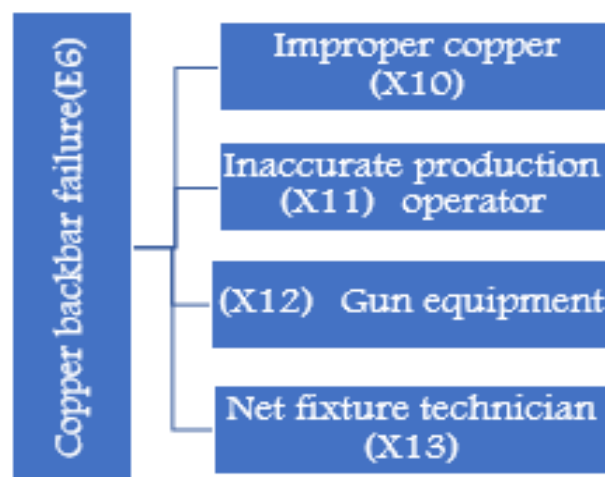 Copper backbar failure(E6)
Improper copper
(X10)
Inaccurate production
(X11) operator
(X12) Gun equipment
Net fixture technician
(X13)